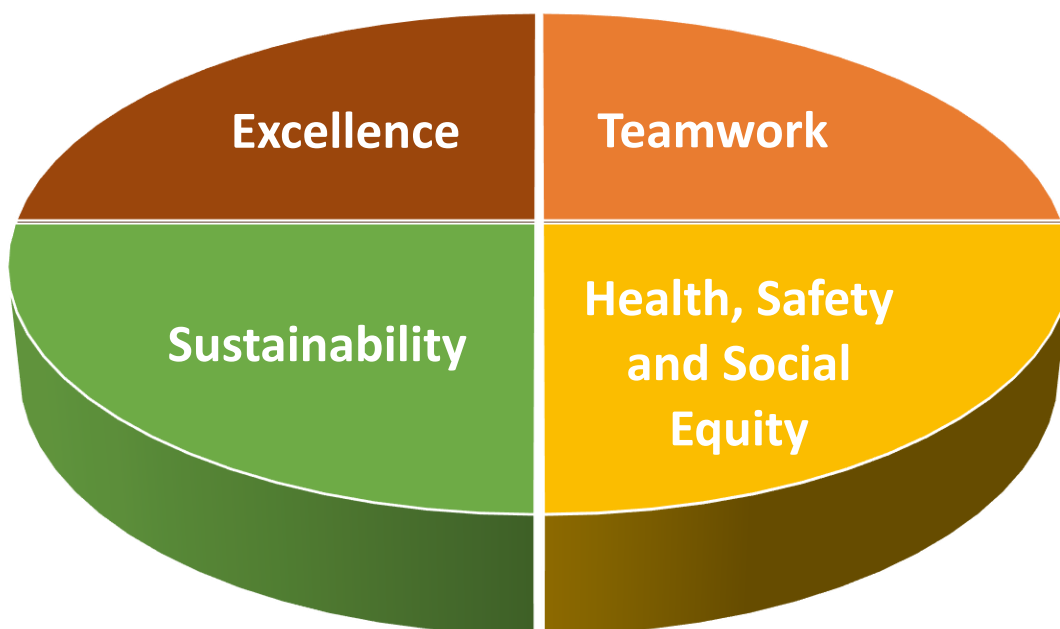 Excellence
Teamwork
Sustainability
Health, Safety
and Social
Equity